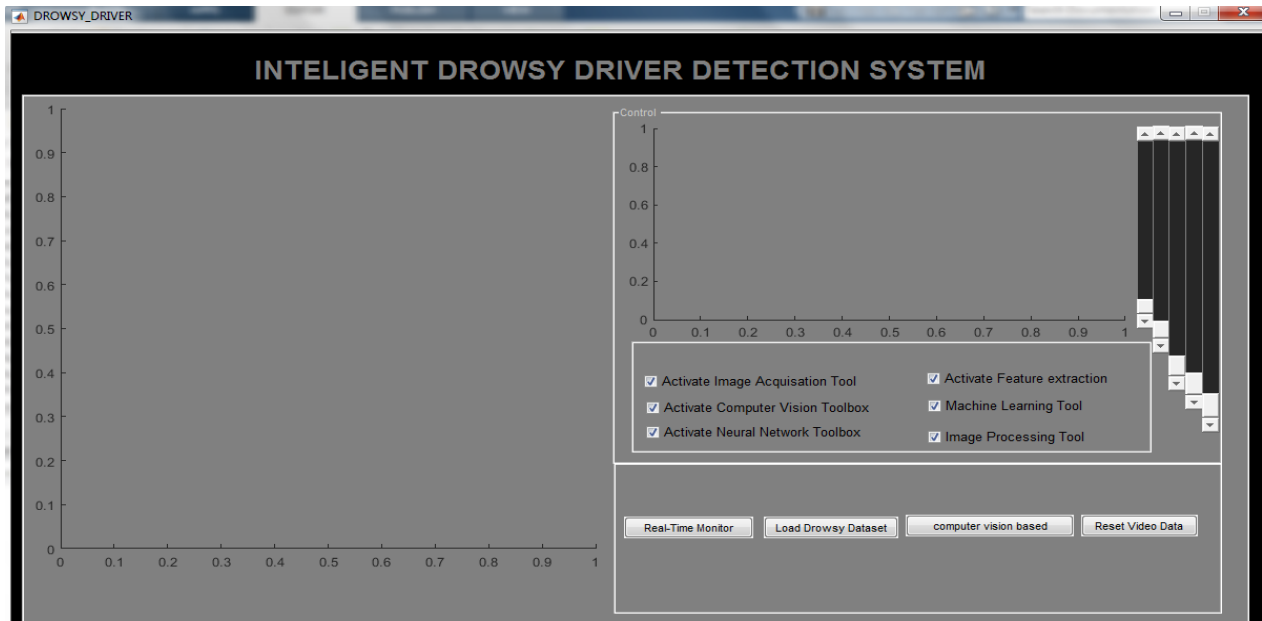 DROWSY_DRIVER
INTELIGENT DROWSY DRIVER DETECTION SYSTEM
1
0.9
0.8
0.7
0.6
0.5
0.4
0.3
0.2
0.1
0
0 0.1 0.2 0.3 0.4 0.5 0.6 0.7 0.8 0.9 1
Control
1
0.8
0.6
0.4
0.2
0
0 0.1 0.2 0.3 0.4 0.5 0.6 0.7 0.8 0.9 1
Activate Image Acquisation Tool
Activate Computer Vision Toolbox
Activate Neural Network Toolbox
Activate Feature extraction
Machine Learning Tool
Image Processing Tool
Real-Time Monitor
Load Drowsy Dataset
computer vision based
Reset Video Data